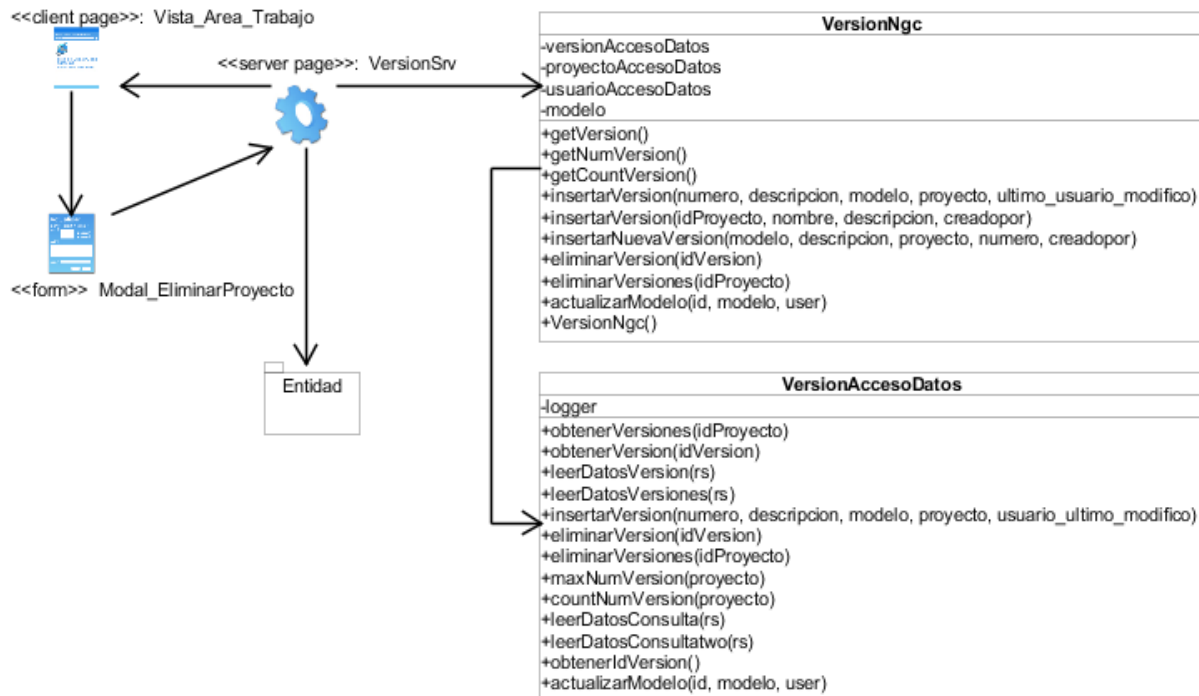 <<client page>>: Vista_Area_Trabajo
<<server page>>: VersionSrv
<<form>> Modal_EliminarProyecto
Entidad
VersionNgc
-versionAccesoDatos
-proyectoAccesoDatos
-usuarioAccesoDatos
-modelo
+getVersion()
+getNumVersion()
+getCountVersion()
+insertarVersion(numero, descripcion, modelo, proyecto, ultimo_usuario_modifico)
+insertarVersion(idProyecto, nombre, descripcion, creadopor)
+insertarNuevaVersion(modelo, descripcion, proyecto, numero, creadopor)
+eliminarVersion(idVersion)
+eliminarVersiones(idProyecto)
+actualizarModelo(id, modelo, user)
+VersionNgc()
VersionAccesoDatos
-logger
+obtenerVersiones(idProyecto)
+obtenerVersion(idVersion)
+leerDatosVersion(rs)
+leerDatosVersiones(rs)
+insertarVersion(numero, descripcion, modelo, proyecto, usuario_ultimo_modifico)
+eliminarVersion(idVersion)
+eliminarVersiones(idProyecto)
+maxNumVersion(proyecto)
+countNumVersion(proyecto)
+leerDatosConsulta(rs)
+leerDatosConsultatwo(rs)
+obtenerIdVersion()
+actualizarModelo(id, modelo, user)